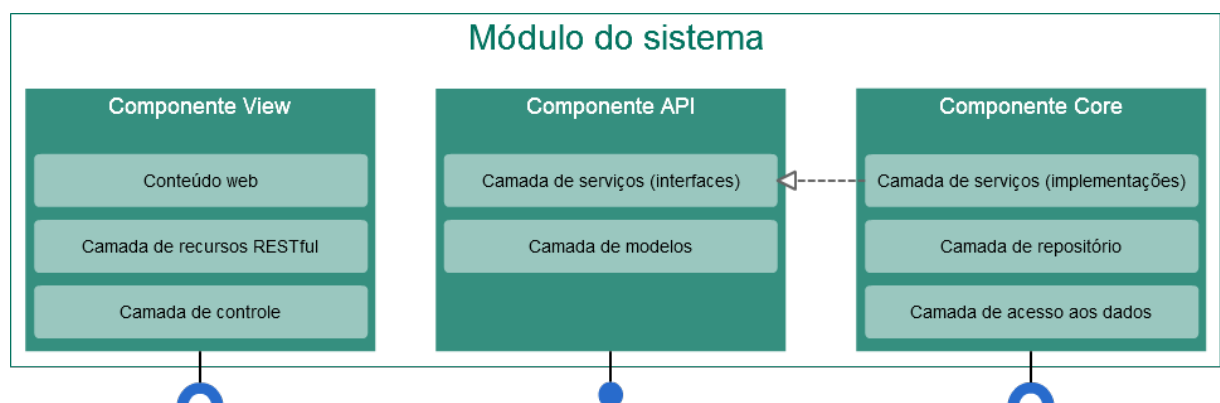 Módulo do sistema
Componente View
Conteúdo web
Camada de recursos RESTful
Camada de controle
Componente API
Camada de serviços (interfaces)
Camada de modelos
Componente Core
Camada de serviços (implementações)
Camada de repositório
Camada de acesso aos dados